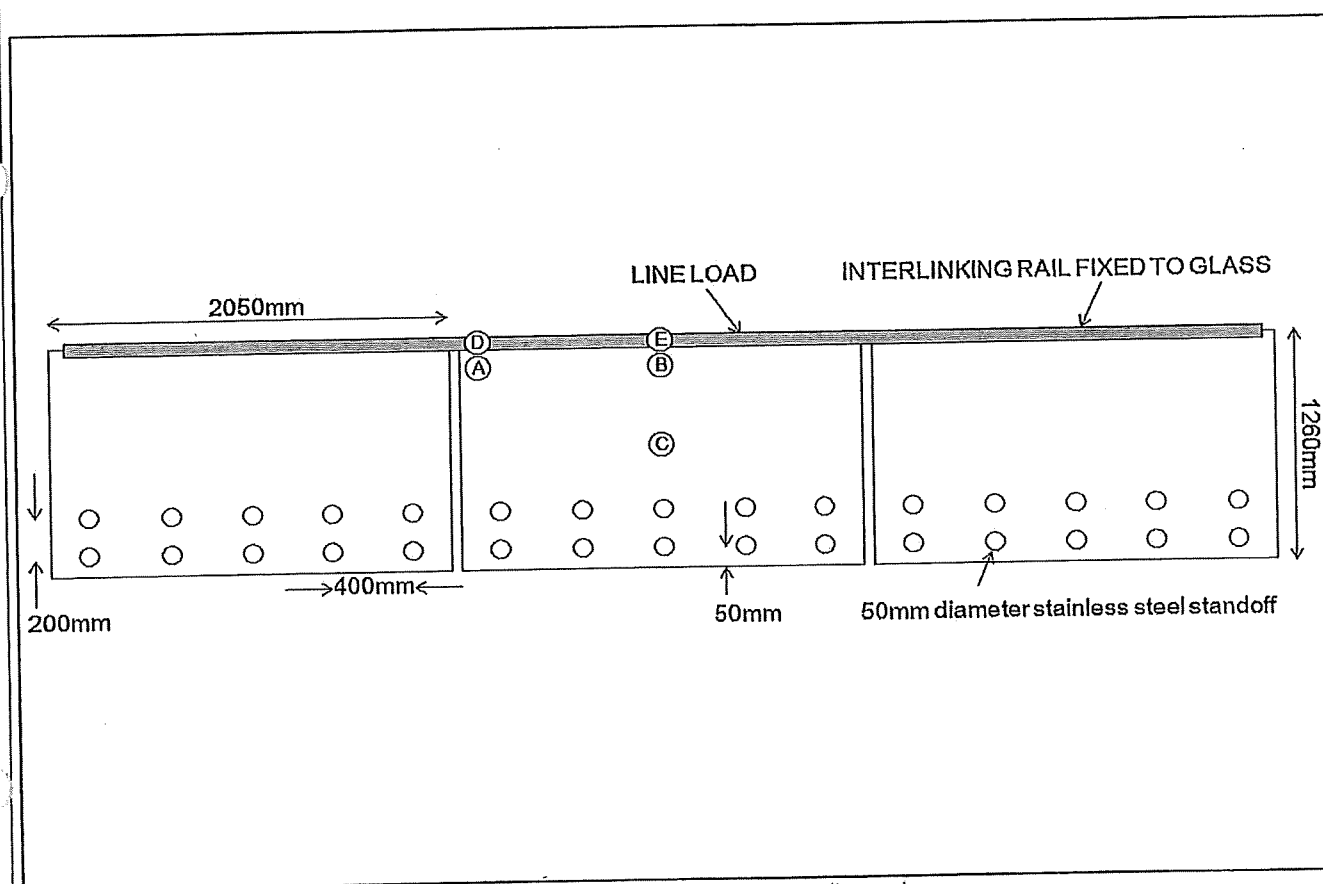 LINE LOAD
INTERLINKING RAIL FIXED TO GLASS
2050mm
D
E
A
B
1260mm
C
400mm
200mm
50mm
50mm diameter stainless steel standoff